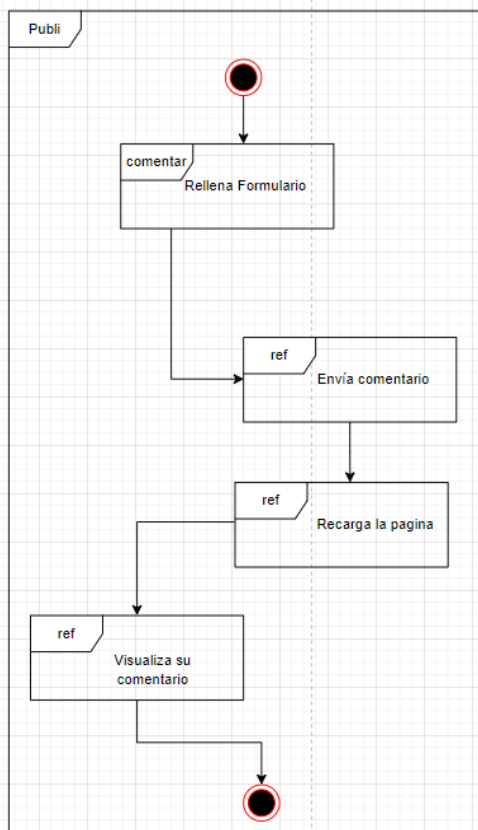 Publi
comentar
Rellena Formulario
ref
Envía comentario
ref
Recarga la pagina
ref
Visualiza su
comentario